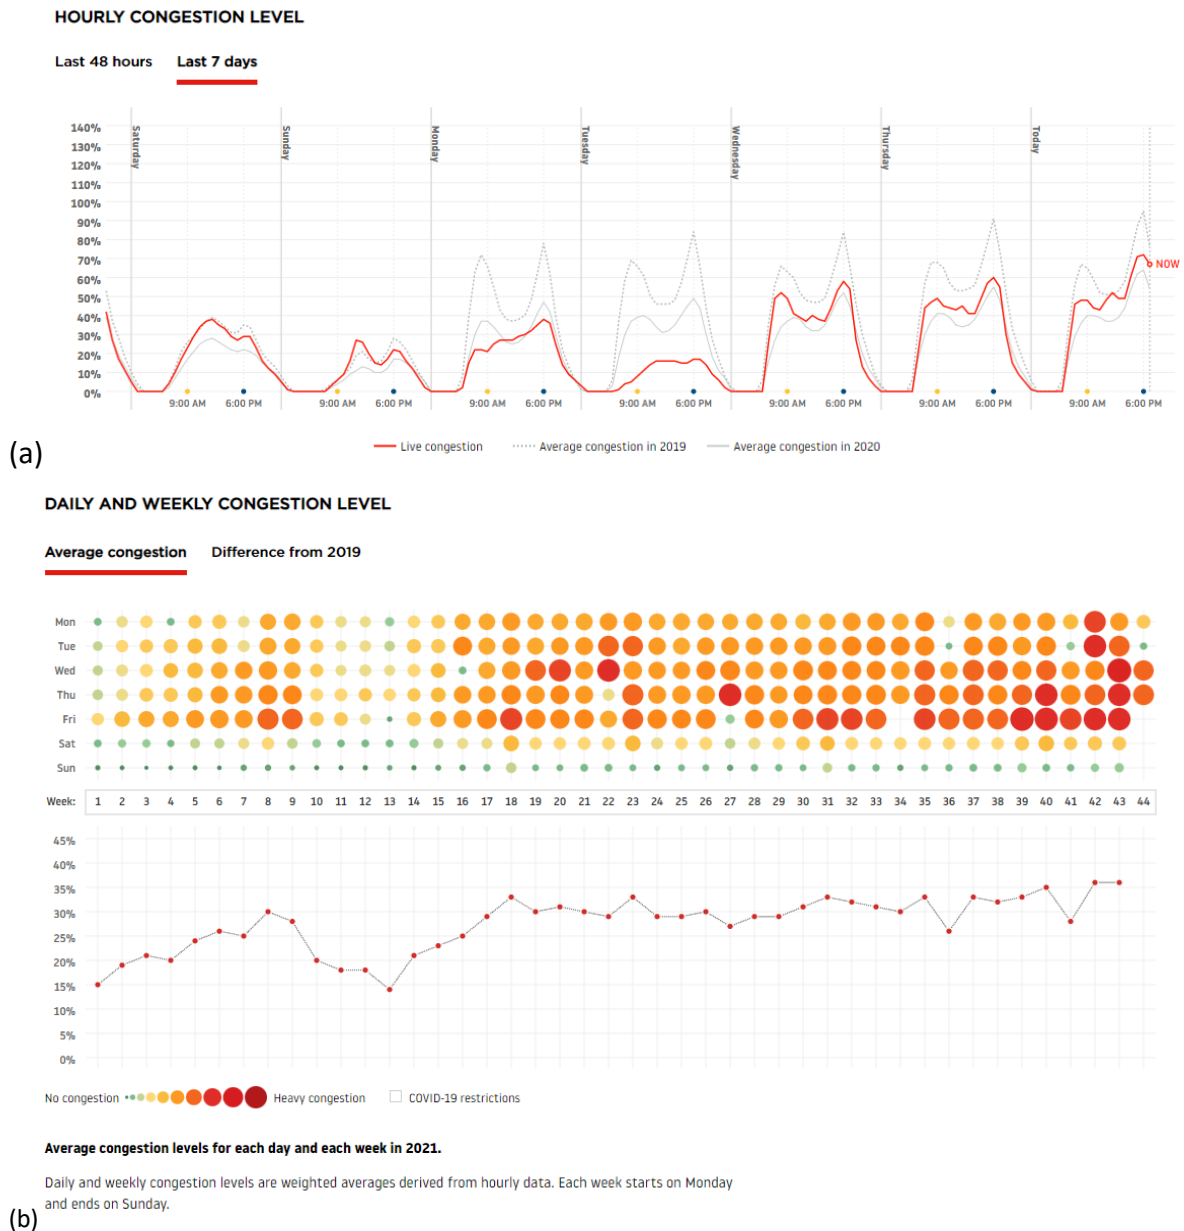 HOURLY CONGESTION LEVEL
Last 48 hours Last 7 days
Saturday Sunday Monday Tuesday Wednesday Thursday Today
140%
130%
120%
110%
100%
90%
80%
70%
60%
50%
40%
30%
20%
10%
0%
NOW
9:00 AM 6:00 PM 9:00 AM 6:00 PM 9:00 AM 6:00 PM 9:00 AM 6:00 PM 9:00 AM 6:00 PM 9:00 AM 6:00 PM 9:00 AM 6:00 PM
Live congestion Average congestion in 2019 Average congestion in 2020
(a)
DAILY AND WEEKLY CONGESTION LEVEL
Average congestion Difference from 2019
Mon
Tue
Wed
Thu
Fri
Sat
Sun
Week: 1 2 3 4 5 6 7 8 9 10 11 12 13 14 15 16 17 18 19 20 21 22 23 24 25 26 27 28 29 30 31 32 33 34 35 36 37 38 39 40 41 42 43 44
45%
40%
35%
30%
25%
20%
15%
10%
5%
0%
No congestion Heavy congestion COVID-19 restrictions
Average congestion levels for each day and each week in 2021.
Daily and weekly congestion levels are weighted averages derived from hourly data. Each week starts on Monday
and ends on Sunday.
(b)